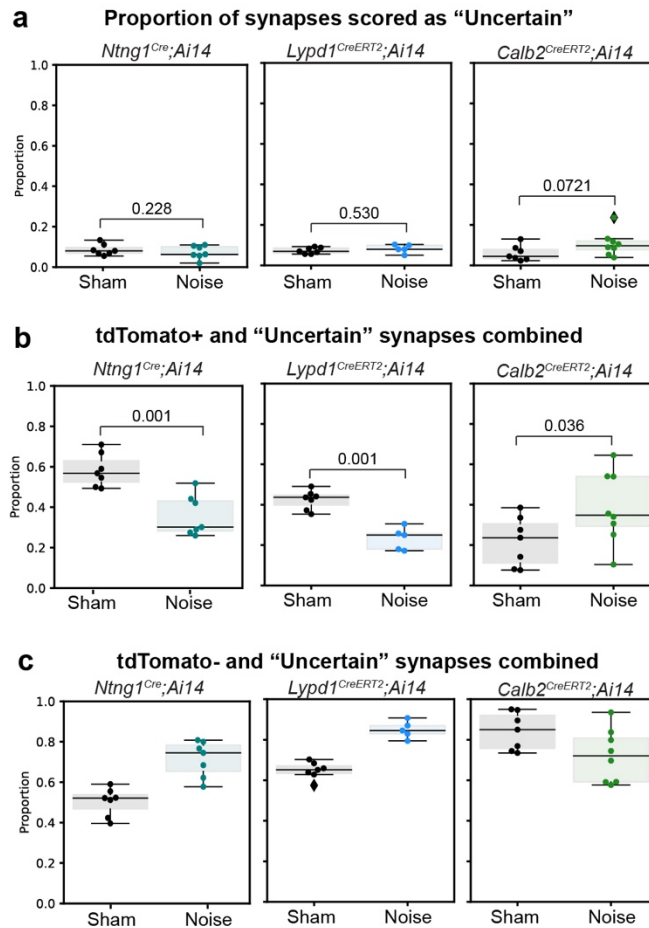 a Proportion of synapses scored as “Uncertain”
Ntng1Cre;Ai14 Lypd1CreERT2;Ai14 Calb2CreERT2;Ai14
1.0
0.8
0.6
0.4
0.2
0.0
Proportion
0.228 0.530 0.0721
Sham Noise Sham Noise Sham Noise
b tdTomato+ and “Uncertain” synapses combined
Ntng1Cre;Ai14 Lypd1CreERT2;Ai14 Calb2CreERT2;Ai14
1.0
0.8
0.6
0.4
0.2
0.0
Proportion
0.001 0.001 0.036
Sham Noise Sham Noise Sham Noise
c tdTomato- and “Uncertain” synapses combined
Ntng1Cre;Ai14 Lypd1CreERT2;Ai14 Calb2CreERT2;Ai14
1.0
0.8
0.6
0.4
0.2
0.0
Proportion
Sham Noise Sham Noise Sham Noise